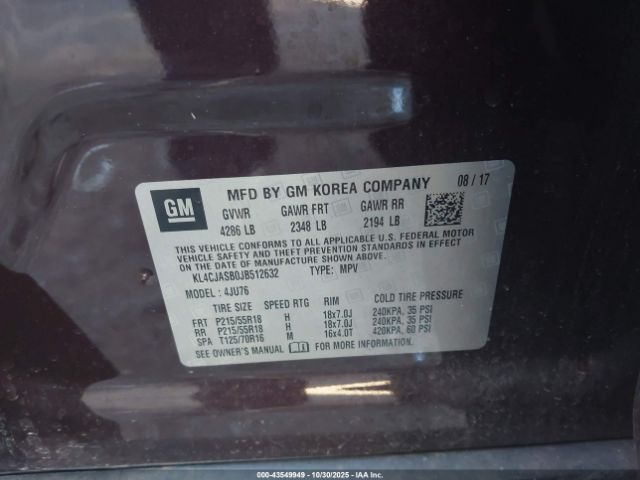 GM
MFD BY GM KOREA COMPANY 08 / 17
GVWR GAWR FRT GAWR RR
4286 LB 2348 LB 2194 LB
THIS VEHICLE CONFORMS TO ALL APPLICABLE U.S. FEDERAL MOTOR
VEHICLE SAFETY, BUMPER, AND THEFT PREVENTION STANDARDS
IN EFFECT ON THE DATE OF MANUFACTURE SHOWN ABOVE.
KL4CJASB0JB512632 TYPE: MPV
MODEL : 4JU76
TIRE SIZE SPEED RTG RIM COLD TIRE PRESSURE
FRT P215/55R18 H 18x7.0J 240KPA, 35 PSI
RR P215/55R18 H 18x7.0J 240KPA, 35 PSI
SPA T125/70R16 M 16x4.0T 420KPA, 60 PSI
SEE OWNER'S MANUAL FOR MORE INFORMATION
000-43549949 | 10/30/2025 | IAA Inc.